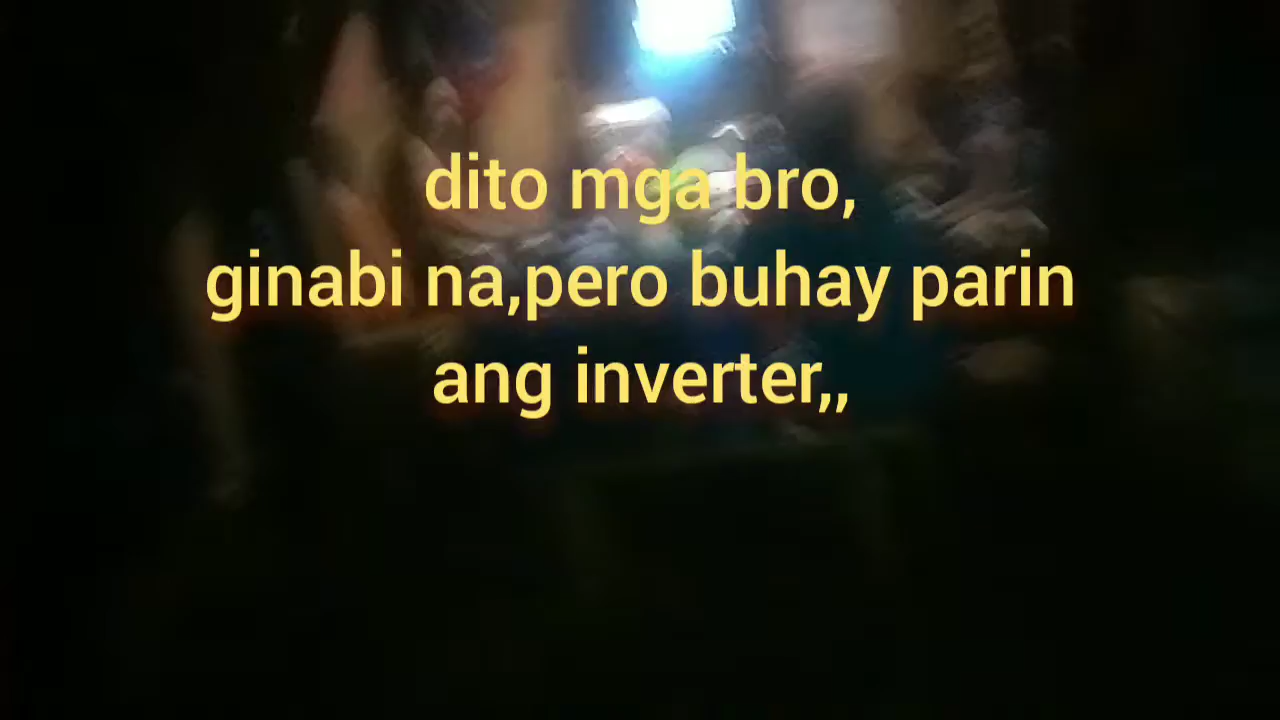 dito mga bro,
ginabi na,pero buhay parin
ang inverter,,